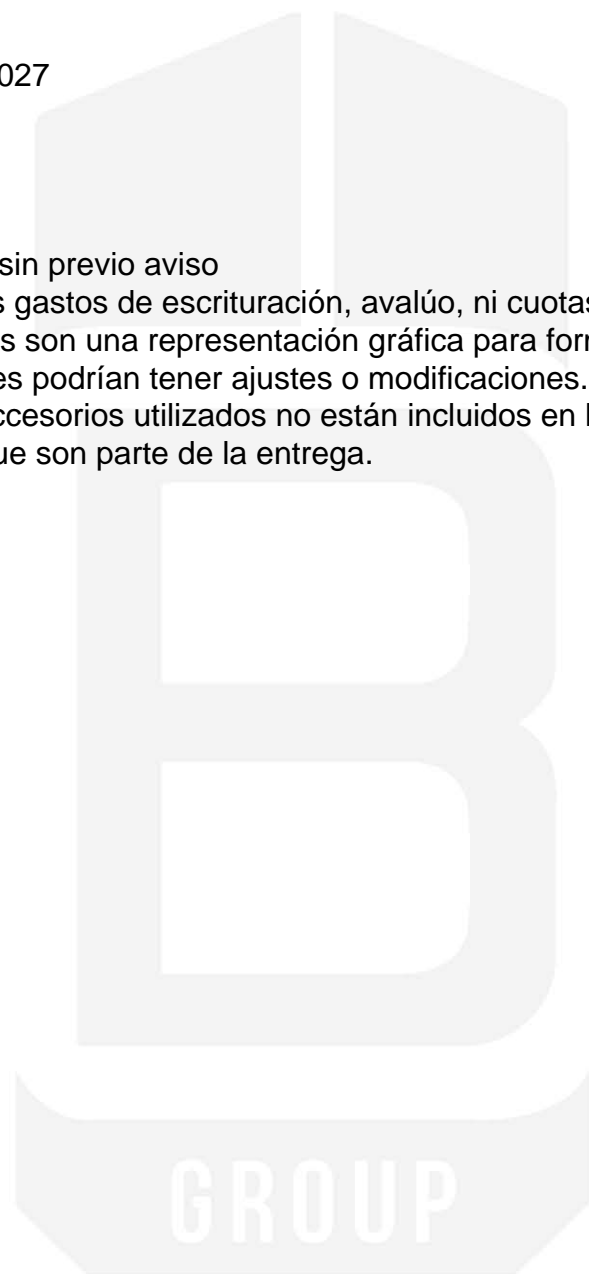 027
sin previo aviso
s gastos de escrituración, avalúo, ni cuotas
s son una representación gráfica para for
es podrían tener ajustes o modificaciones.
ccesorios utilizados no están incluidos en
ue son parte de la entrega.
B
GROUP